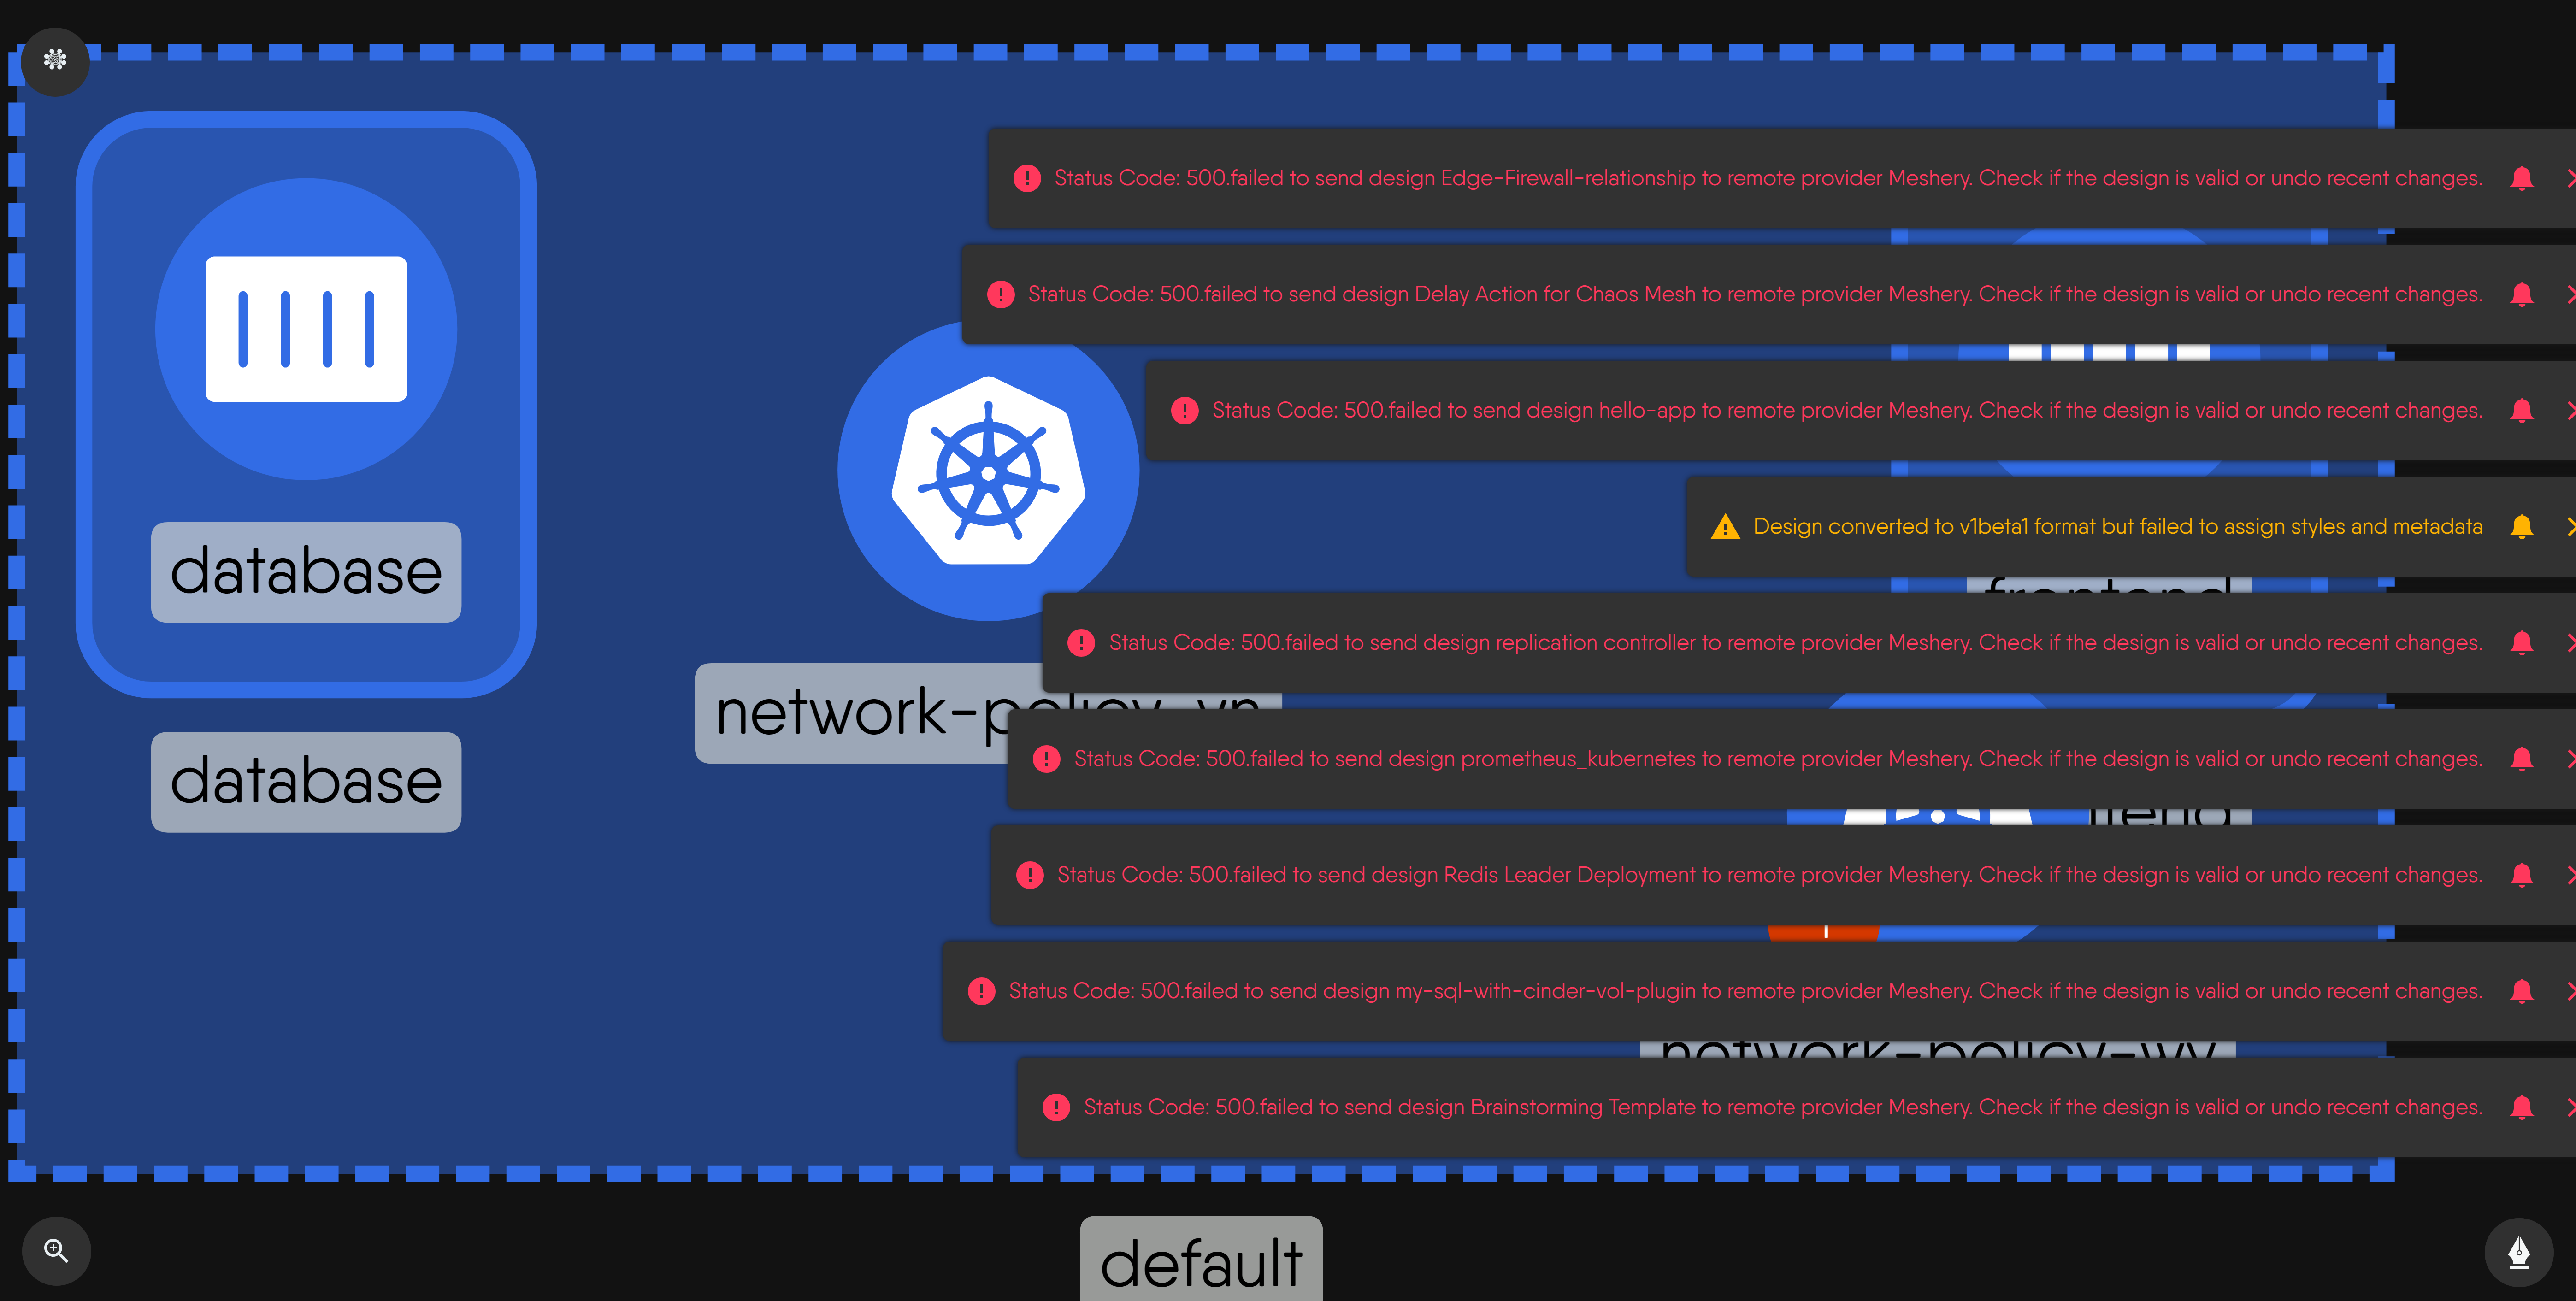 Status Code: 500.failed to send design Edge-Firewall-relationship to remote provider Meshery. Check if the design is valid or undo recent changes.
Status Code: 500.failed to send design Delay Action for Chaos Mesh to remote provider Meshery. Check if the design is valid or undo recent changes.
Status Code: 500.failed to send design hello-app to remote provider Meshery. Check if the design is valid or undo recent changes.
Design converted to v1beta1 format but failed to assign styles and metadata
database
frontend
Status Code: 500.failed to send design replication controller to remote provider Meshery. Check if the design is valid or undo recent changes.
network-policy-yn
Status Code: 500.failed to send design prometheus_kubernetes to remote provider Meshery. Check if the design is valid or undo recent changes.
database
Status Code: 500.failed to send design Redis Leader Deployment to remote provider Meshery. Check if the design is valid or undo recent changes.
Status Code: 500.failed to send design my-sql-with-cinder-vol-plugin to remote provider Meshery. Check if the design is valid or undo recent changes.
Status Code: 500.failed to send design Brainstorming Template to remote provider Meshery. Check if the design is valid or undo recent changes.
default